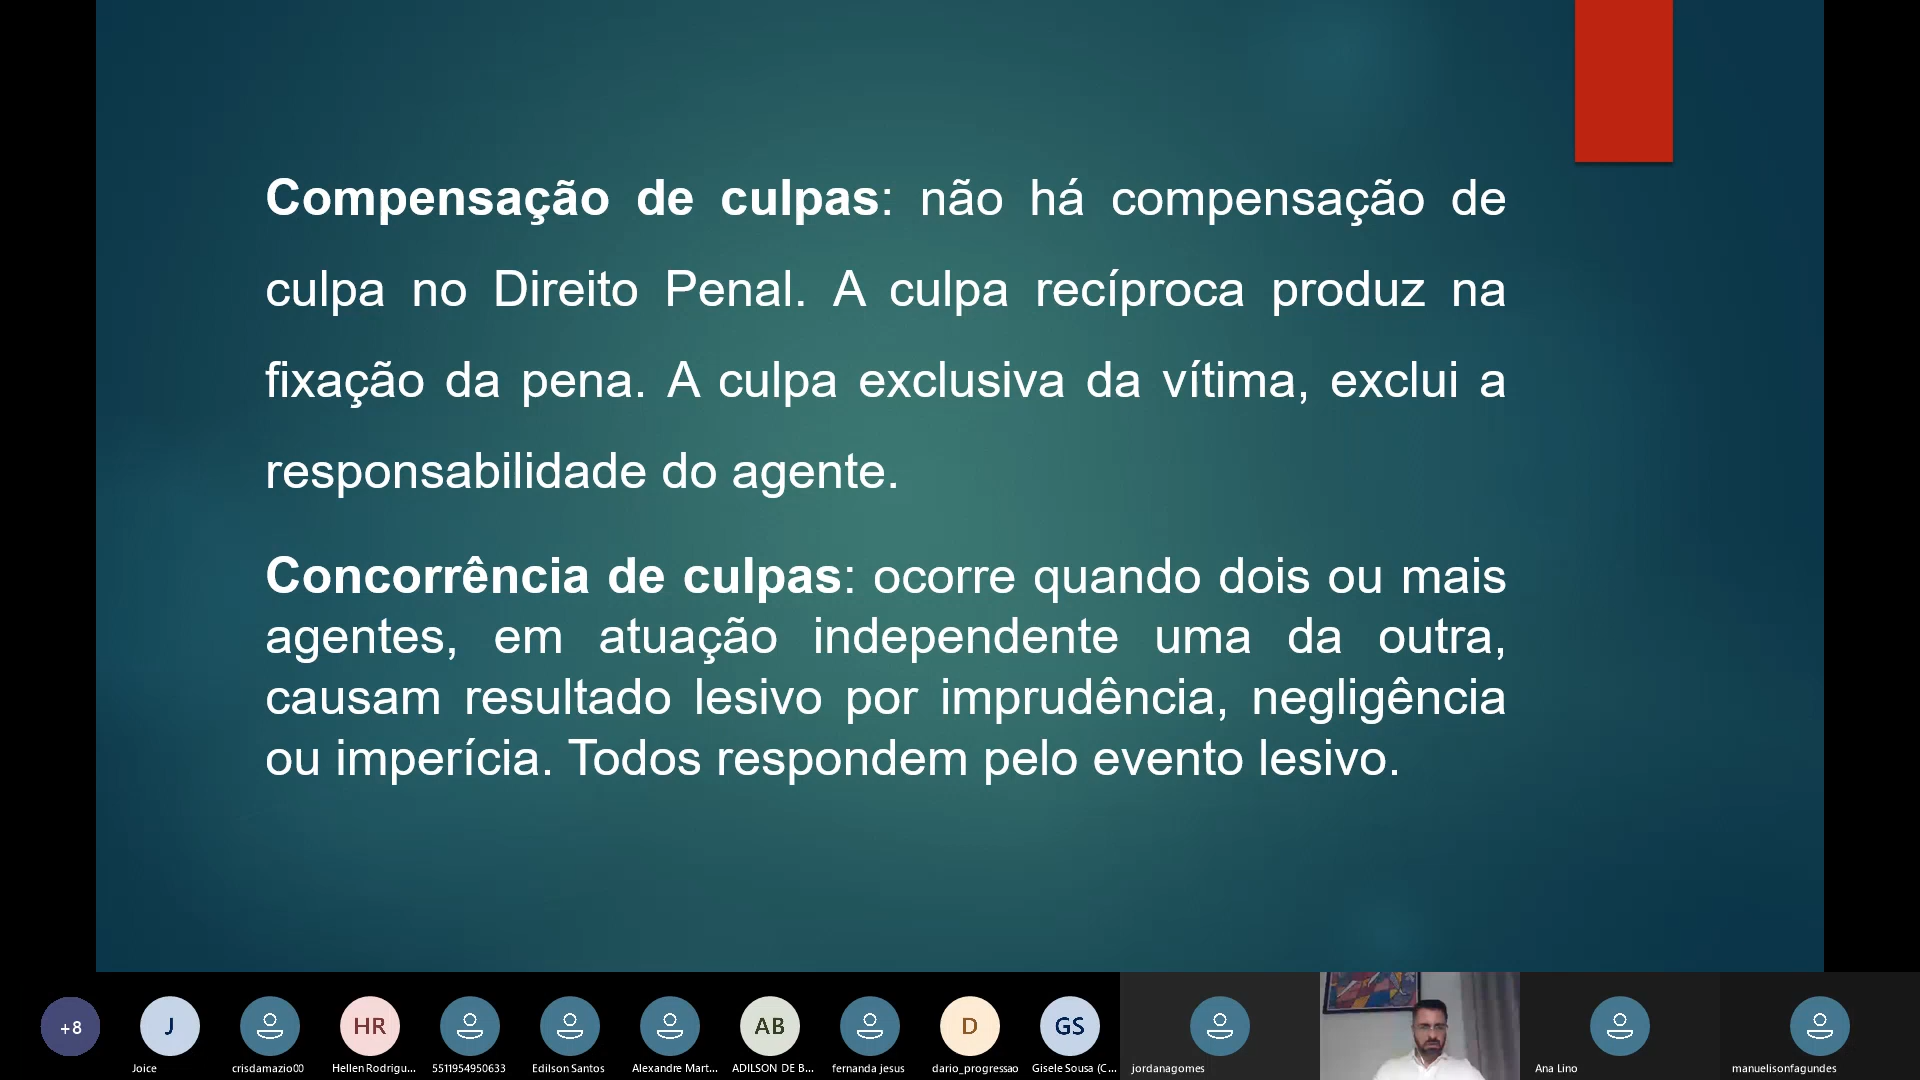 Compensação de culpas: não há compensação de
culpa no Direito Penal. A culpa recíproca produz na
fixação da pena. A culpa exclusiva da vítima, exclui a
responsabilidade do agente.
Concorrência de culpas: ocorre quando dois ou mais
agentes, em atuação independente uma da outra,
causam resultado lesivo por imprudência, negligência
ou imperícia. Todos respondem pelo evento lesivo.
+8 J HR AB D GS
Joice crisdamazio00 Hellen Rodrigu... 5511954950633 Edilson Santos Alexandre Mart... ADILSON DE B... fernanda jesus dario_progressao Gisele Sousa (C... jordanagomes Ana Lino manuelisonfagundes